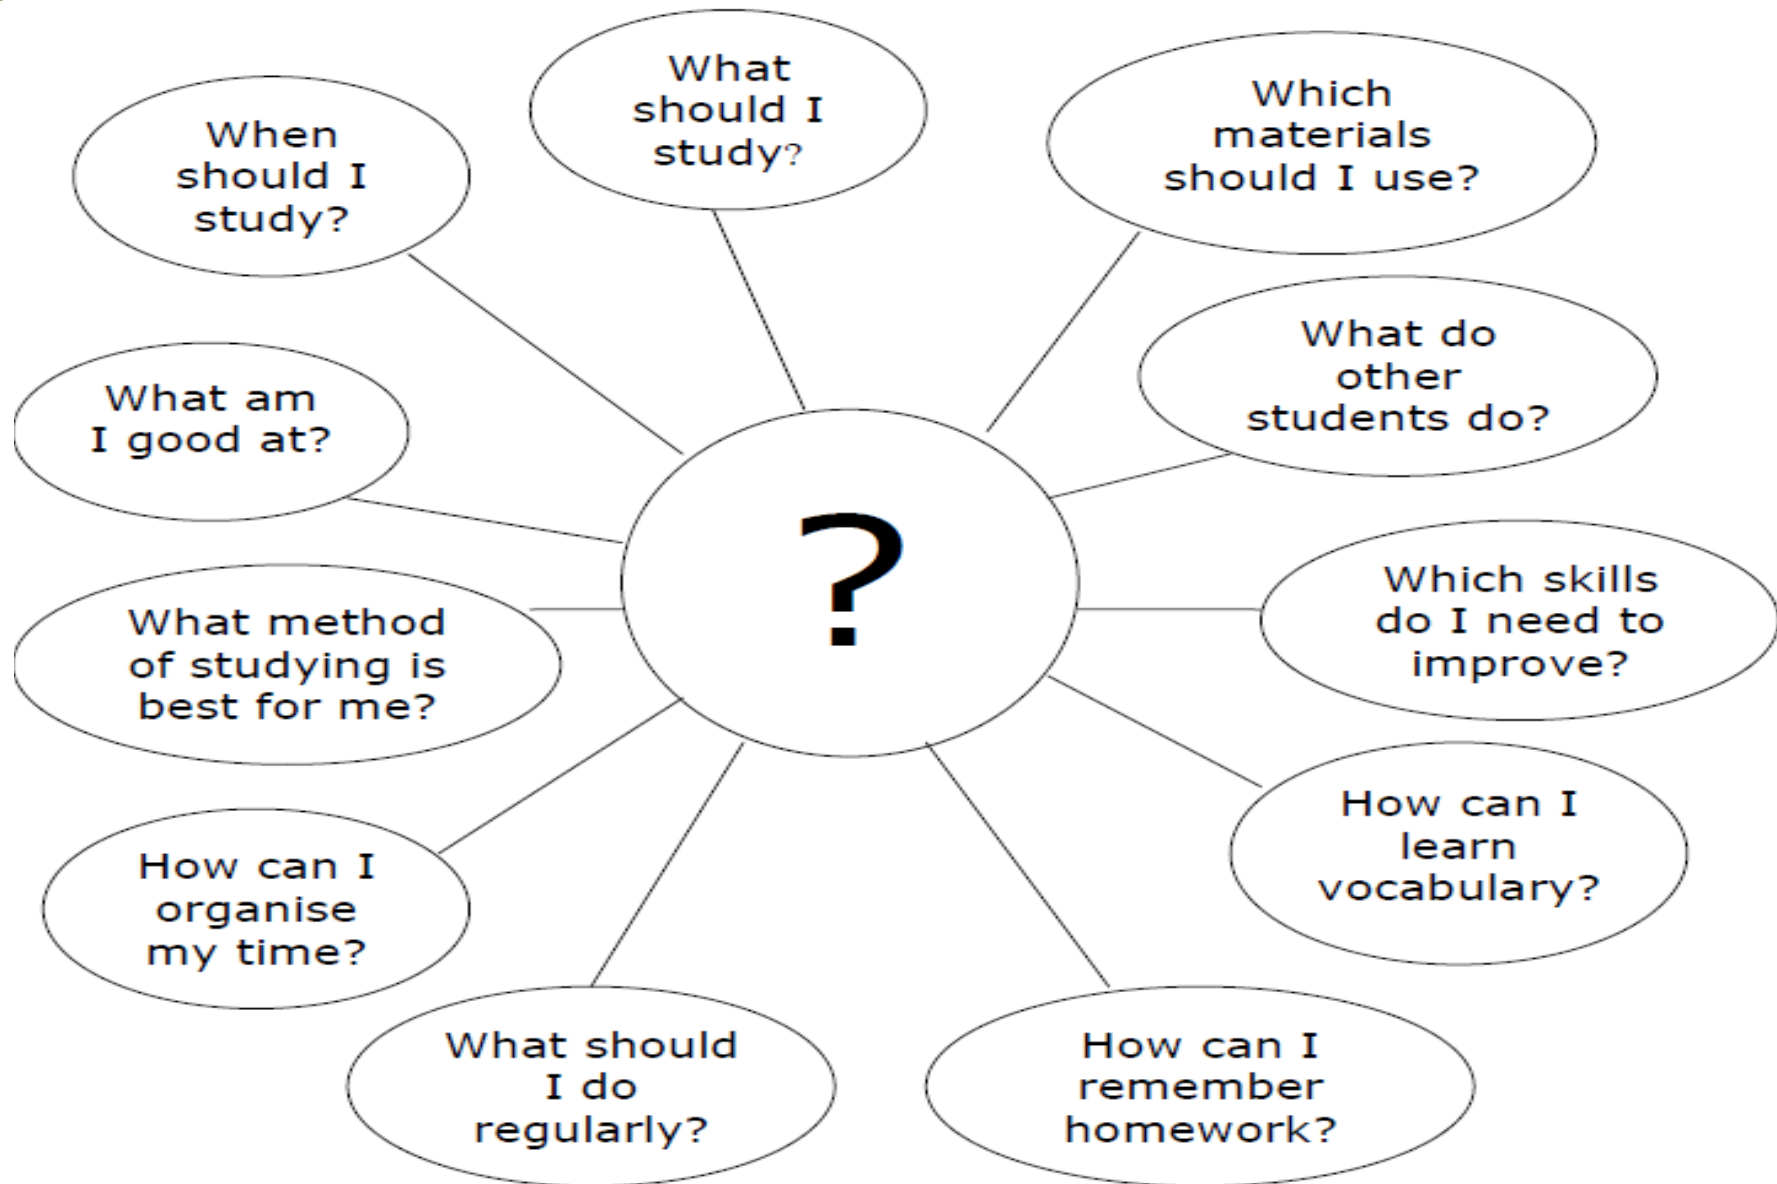 When
should I
study?
What
should I
study?
Which
materials
should I use?
What do
other
students do?
What am
I good at?
?
Which skills
do I need to
improve?
What method
of studying is
best for me?
How can I
learn
vocabulary?
How can I
organise
my time?
What should
I do
regularly?
How can I
remember
homework?